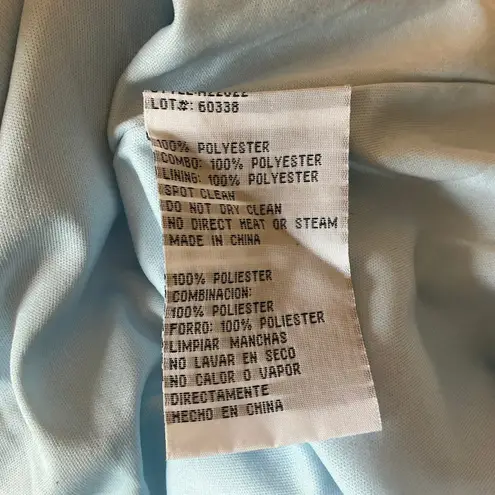 LOT#: 60338
100% POLYESTER
COMBO: 100% POLYESTER
LINING: 100% POLYESTER
SPOT CLEAN
DO NOT DRY CLEAN
NO DIRECT HEAT OR STEAM
MADE IN CHINA
100% POLIESTER
COMBINACION:
100% POLIESTER
FORRO: 100% POLIESTER
LIMPIAR MANCHAS
NO LAVAR EN SECO
NO CALOR O VAPOR
DIRECTAMENTE
HECHO EN CHINA